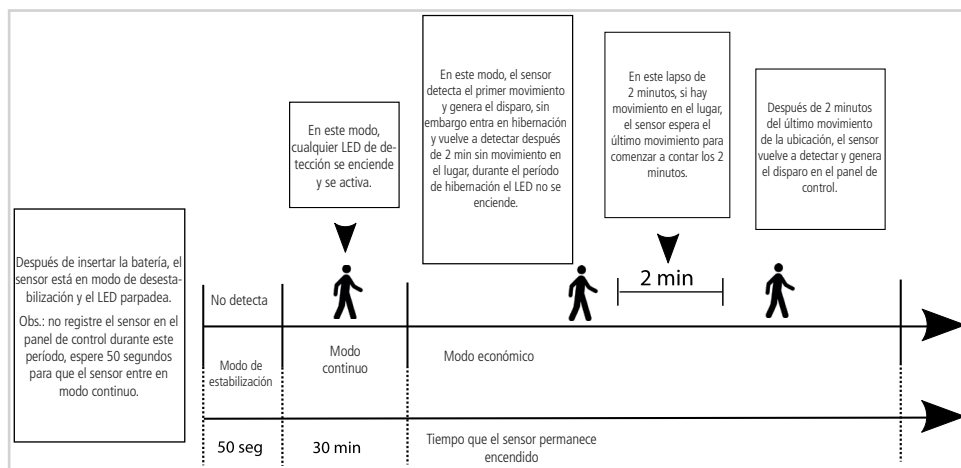 Después de insertar la batería, el
sensor está en modo de desesta-
bilización y el LED parpadea.
Obs.: no registre el sensor en el
panel de control durante este
período, espere 50 segundos
para que el sensor entre en
modo continuo.
En este modo,
cualquier LED de de-
tección se enciende
y se activa.
En este modo, el sensor
detecta el primer movimiento
y genera el disparo, sin
embargo entra en hibernación
y vuelve a detectar después
de 2 min sin movimiento en
el lugar, durante el período
de hibernación el LED no se
enciende.
En este lapso de
2 minutos, si hay
movimiento en el lugar,
el sensor espera el
último movimiento para
comenzar a contar los 2
minutos.
Después de 2 minutos
del último movimiento
de la ubicación, el sensor
vuelve a detectar y genera
el disparo en el panel de
control.
No detecta
2 min
Modo de
estabilización
Modo
continuo
Modo económico
50 seg
30 min
Tiempo que el sensor permanece
encendido